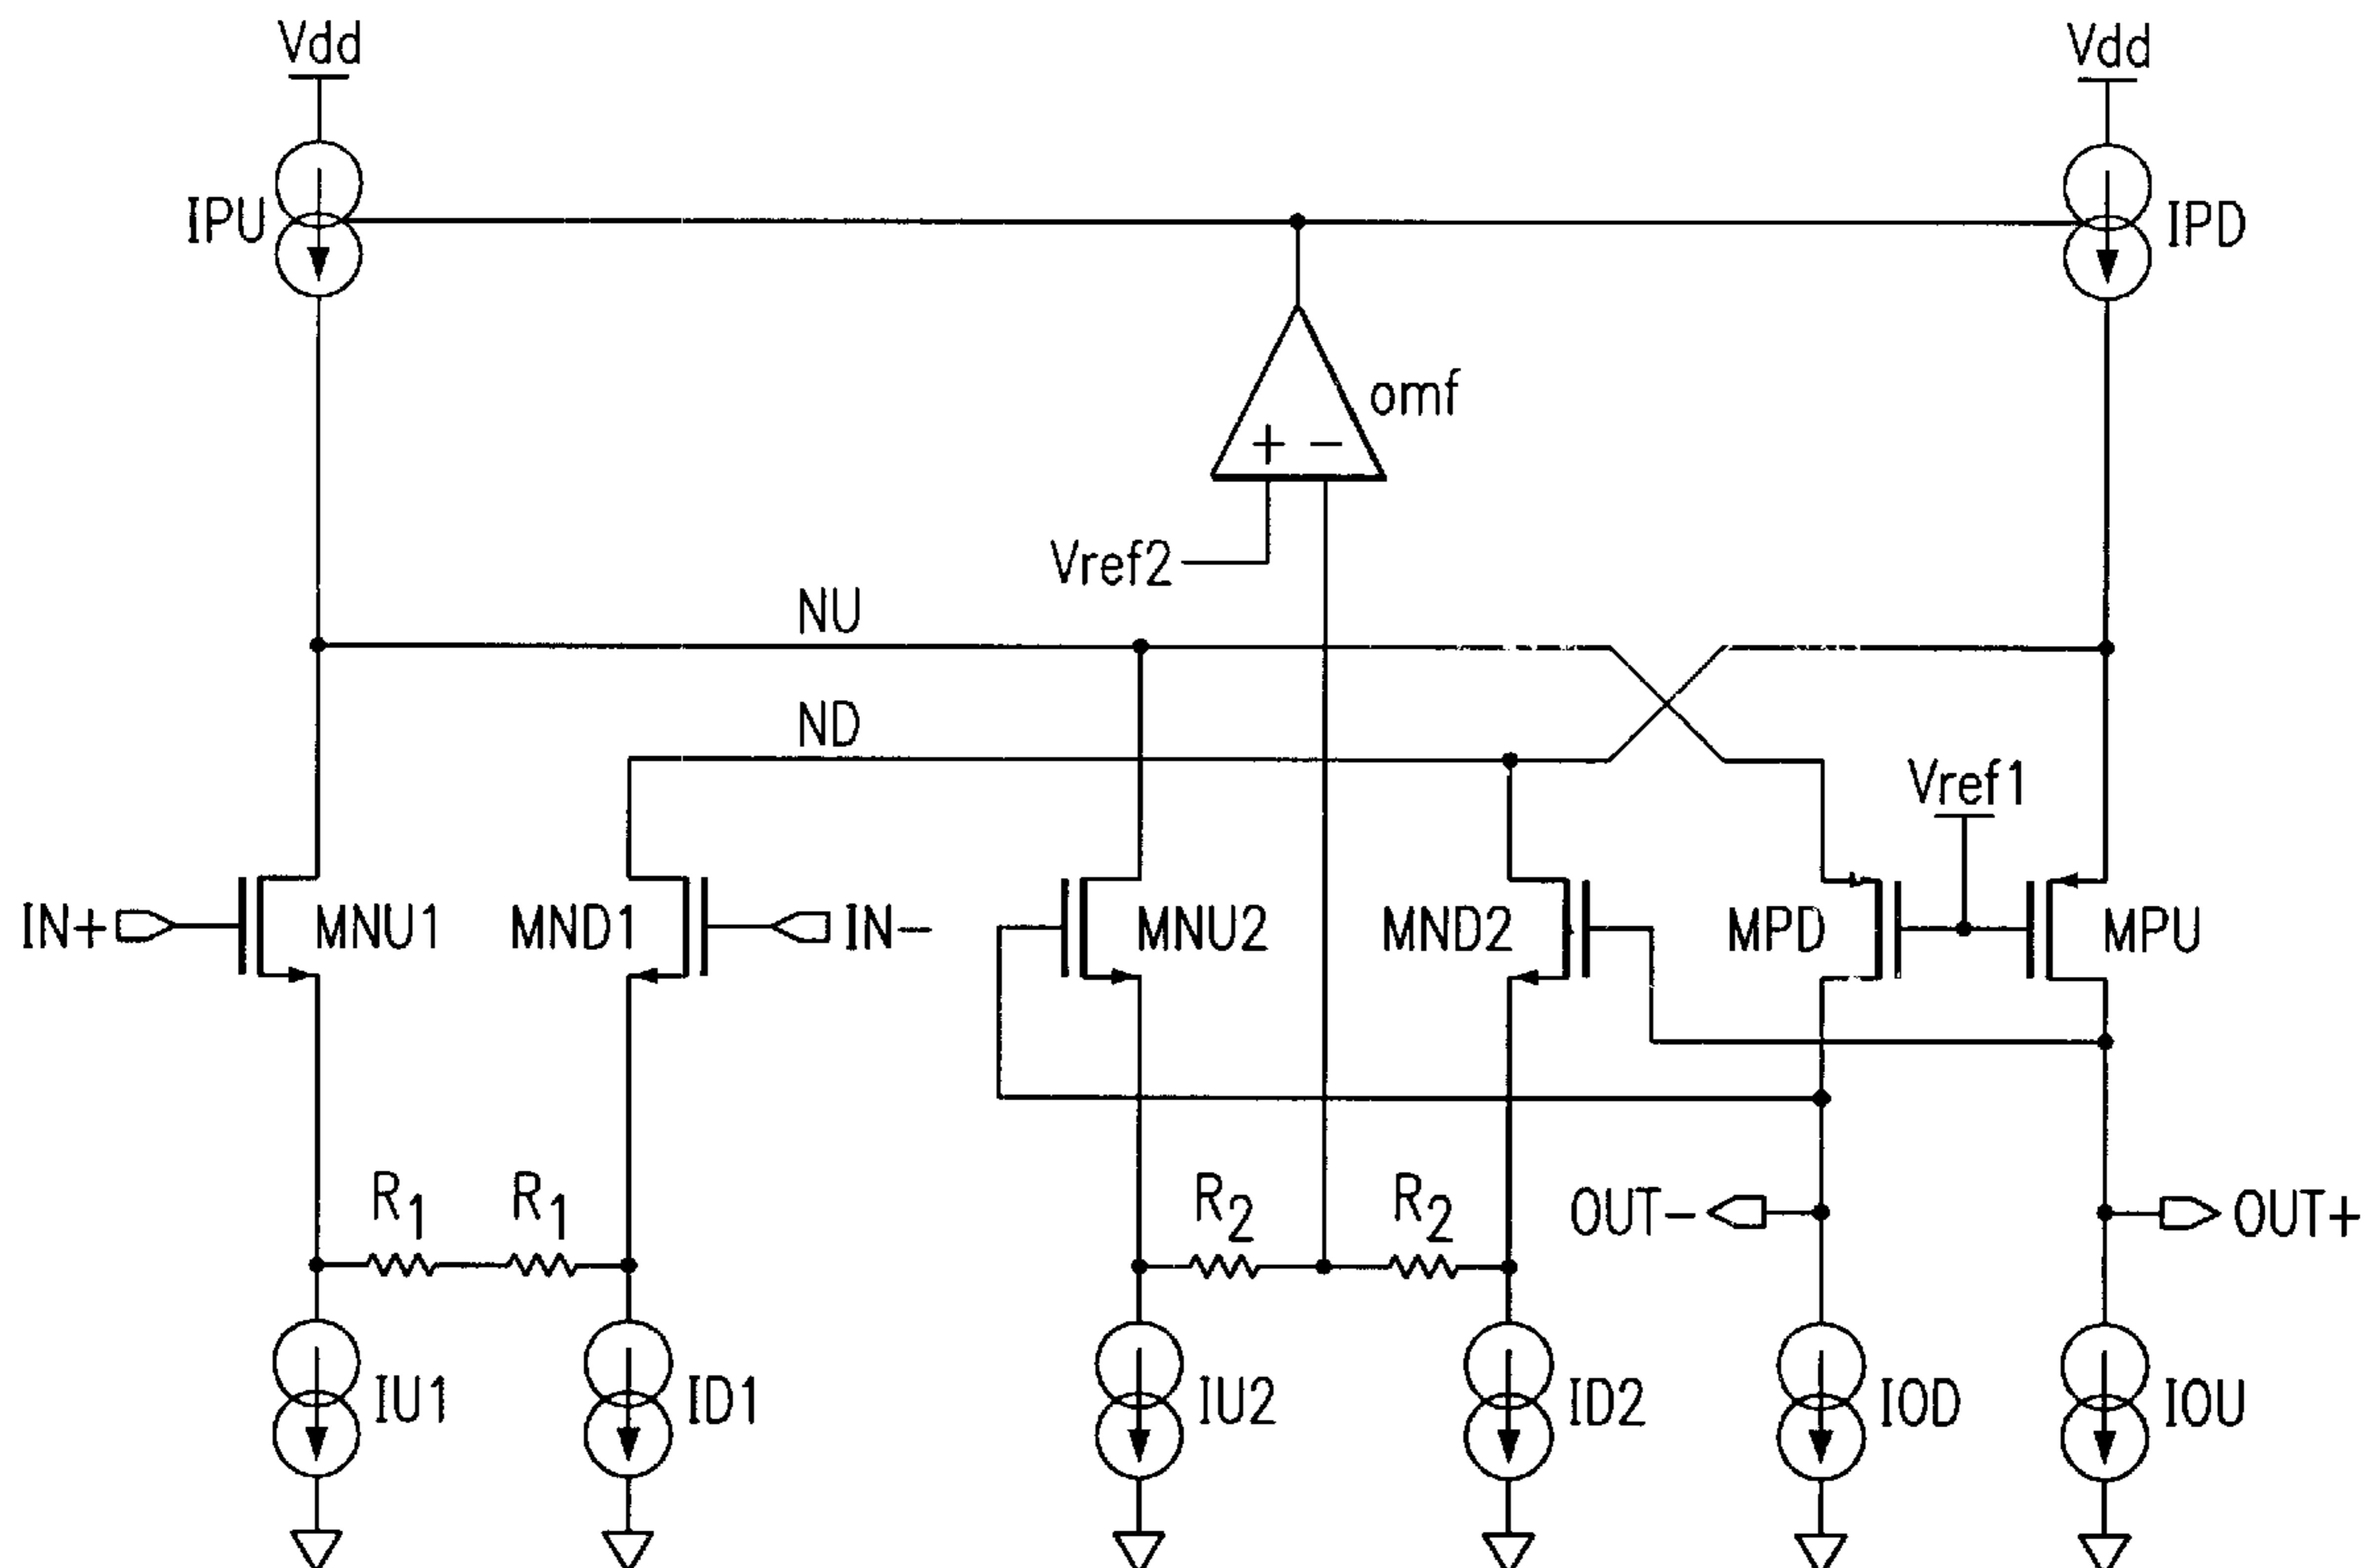 Vdd
Vdd
IPU
IPD
omf
+ -
Vref2
NU
ND
Vref1
IN+
MNU1
MND1
IN-
MNU2
MND2
MPD
MPU
R1
R1
R2
R2
OUT-
OUT+
IU1
ID1
IU2
ID2
IOD
IOU